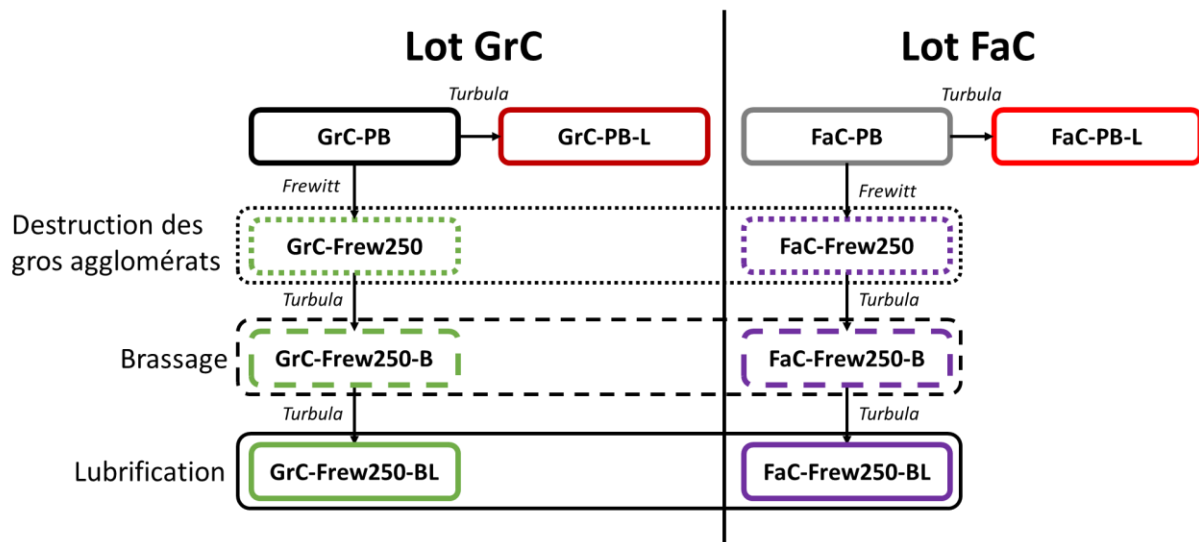 Lot GrC
Lot FaC
Turbula
Turbula
GrC-PB
GrC-PB-L
FaC-PB
FaC-PB-L
Frewitt
Frewitt
Destruction des
gros agglomérats
GrC-Frew250
FaC-Frew250
Turbula
Turbula
Brassage
GrC-Frew250-B
FaC-Frew250-B
Turbula
Turbula
Lubrification
GrC-Frew250-BL
FaC-Frew250-BL